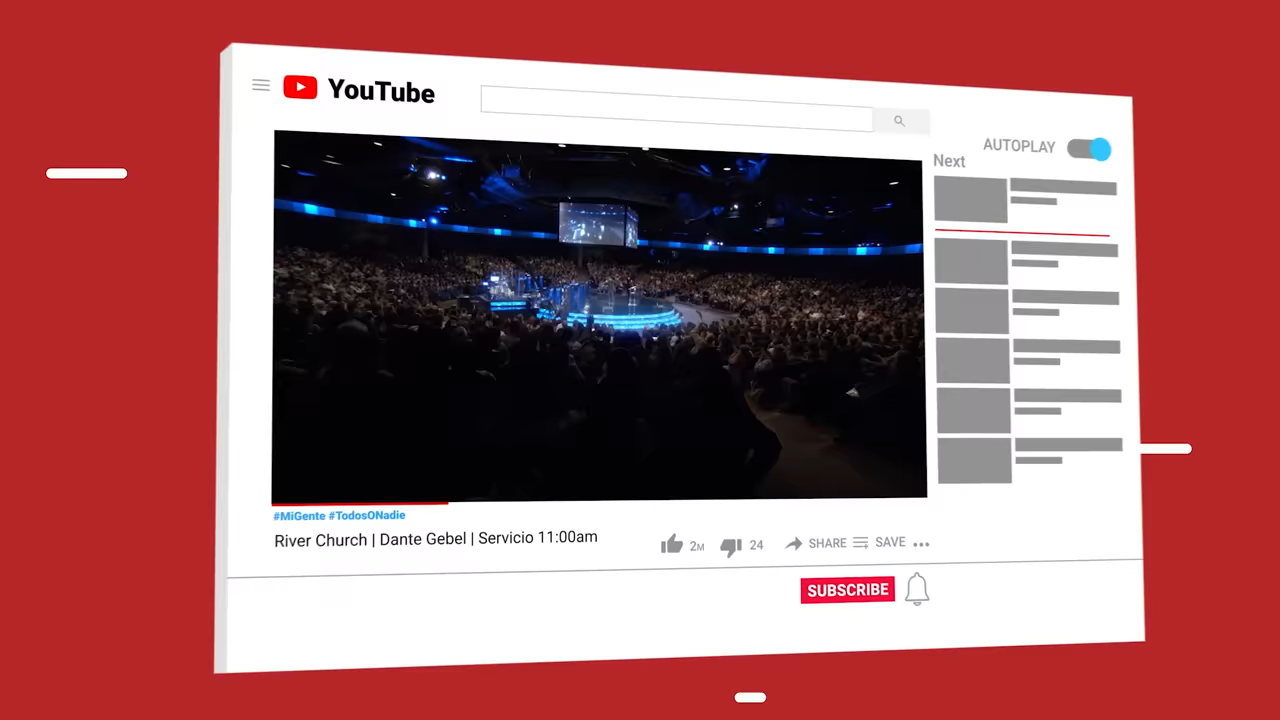 YouTube
AUTOPLAY
Next
#MiGente #TodosONadie
River Church | Dante Gebel | Servicio 11:00am
2M
24
SHARE
SAVE
SUBSCRIBE